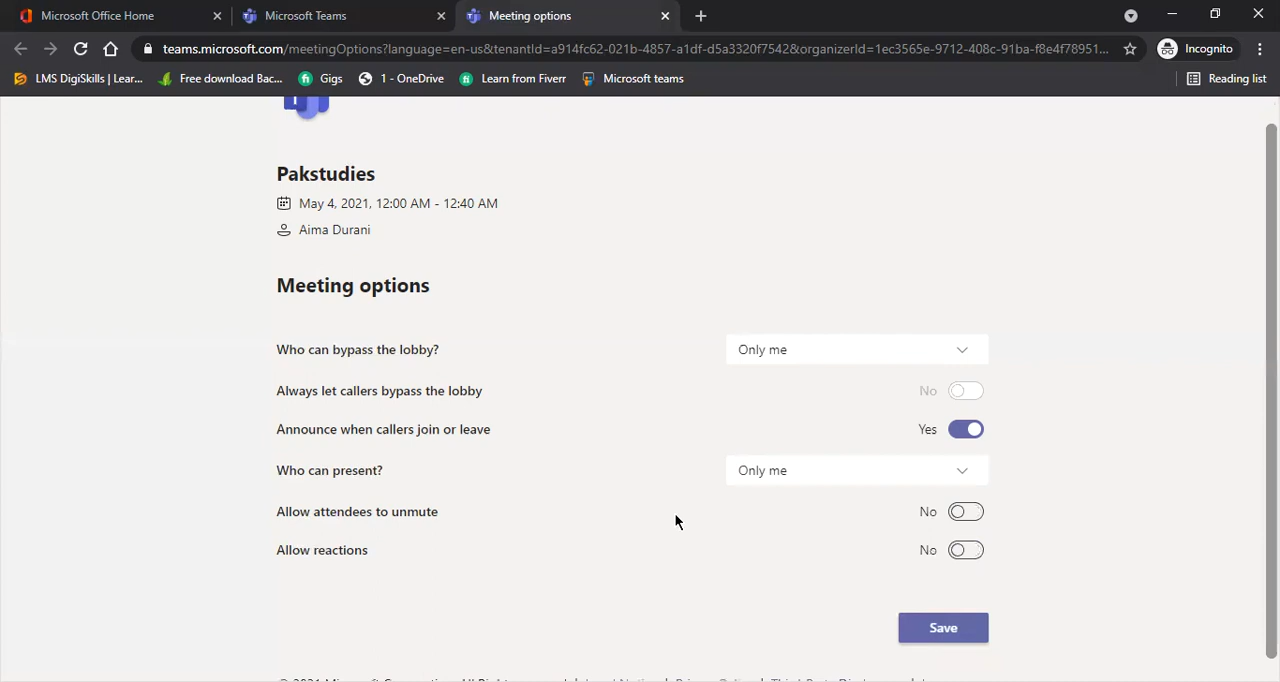 Microsoft Office Home
Microsoft Teams
Meeting options
teams.microsoft.com/meetingOptions?language=en-us&tenantId=a914fc62-021b-4857-a1df-d5a3320f7542&organizerId=1ec3565e-9712-408c-91ba-f8e4f78951...
Incognito
LMS DigiSkills | Lear...
Free download Bac...
Gigs
1 - OneDrive
Learn from Fiverr
Microsoft teams
Reading list
Pakstudies
May 4, 2021, 12:00 AM - 12:40 AM
Aima Durani
Meeting options
Who can bypass the lobby? Only me
Always let callers bypass the lobby No
Announce when callers join or leave Yes
Who can present? Only me
Allow attendees to unmute No
Allow reactions No
Save